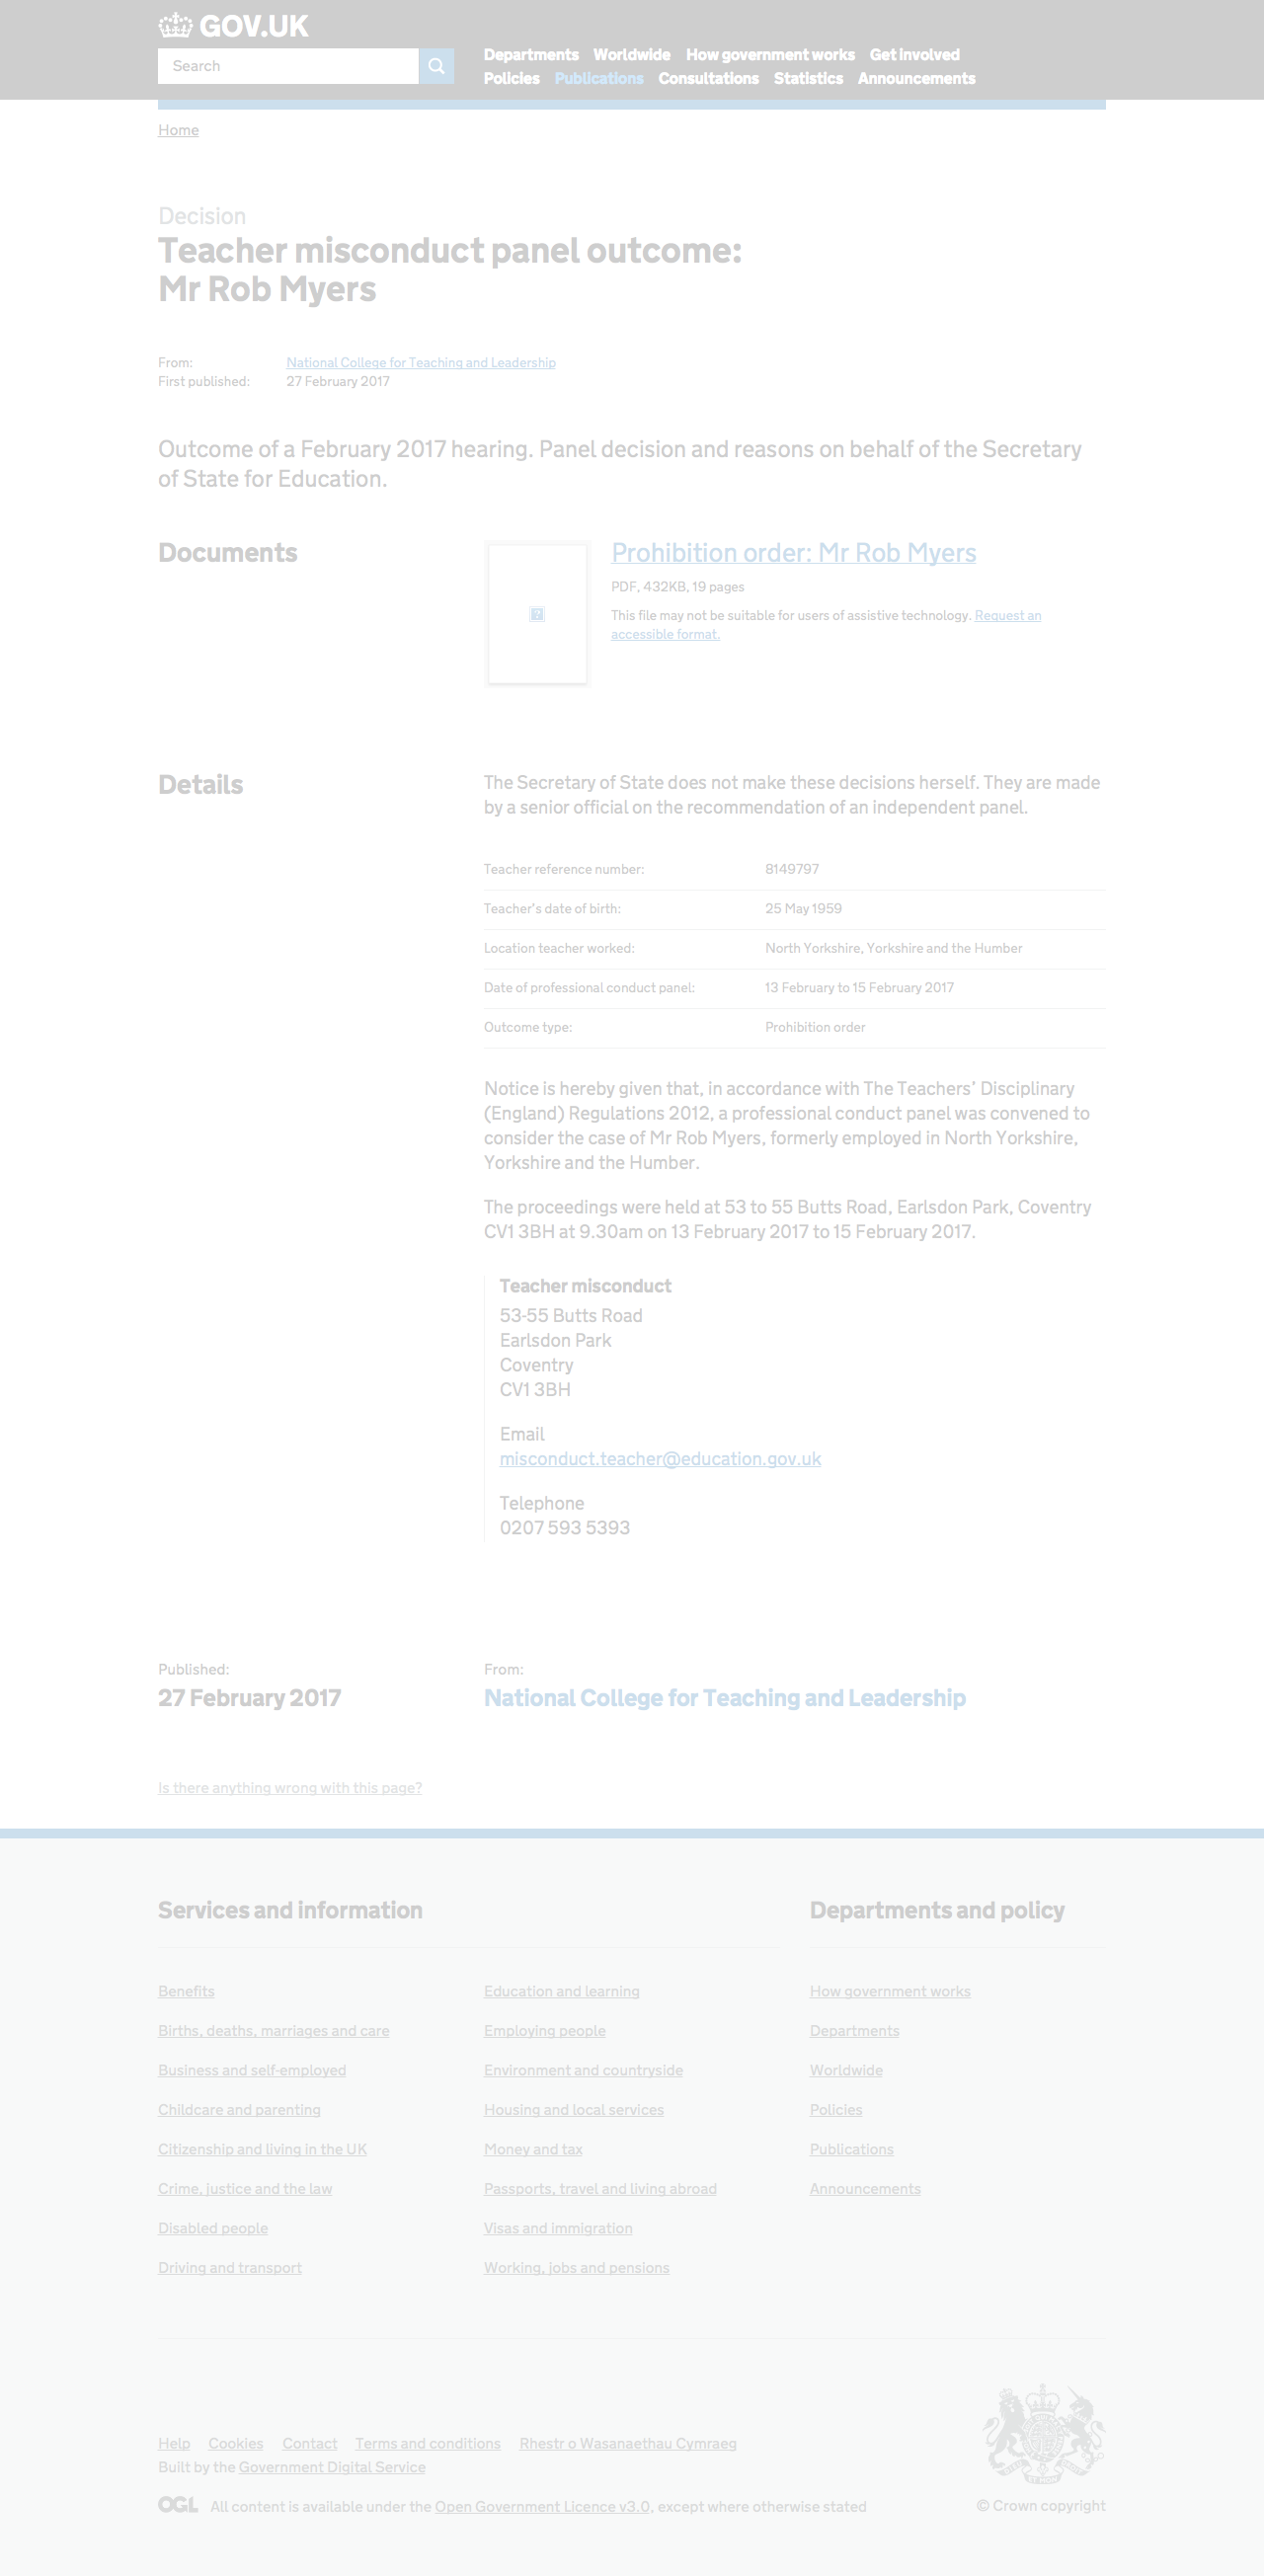 GOV.UK
Search
Departments Worldwide How government works Get involved
Policies Publications Consultations Statistics Announcements
Home
Decision
Teacher misconduct panel outcome:
Mr Rob Myers
From: National College for Teaching and Leadership
First published: 27 February 2017
Outcome of a February 2017 hearing. Panel decision and reasons on behalf of the Secretary
of State for Education.
Documents
Prohibition order: Mr Rob Myers
PDF, 432KB, 19 pages
This file may not be suitable for users of assistive technology. Request an
accessible format.
Details
The Secretary of State does not make these decisions herself. They are made
by a senior official on the recommendation of an independent panel.
Teacher reference number: 8149797
Teacher's date of birth: 25 May 1959
Location teacher worked: North Yorkshire, Yorkshire and the Humber
Date of professional conduct panel: 13 February to 15 February 2017
Outcome type: Prohibition order
Notice is hereby given that, in accordance with The Teachers' Disciplinary
(England) Regulations 2012, a professional conduct panel was convened to
consider the case of Mr Rob Myers, formerly employed in North Yorkshire,
Yorkshire and the Humber.
The proceedings were held at 53 to 55 Butts Road, Earlsdon Park, Coventry
CV1 3BH at 9.30am on 13 February 2017 to 15 February 2017.
Teacher misconduct
53-55 Butts Road
Earlsdon Park
Coventry
CV1 3BH
Email
misconduct.teacher@education.gov.uk
Telephone
0207 593 5393
Published:
27 February 2017
From:
National College for Teaching and Leadership
Is there anything wrong with this page?
Services and information
Benefits
Births, deaths, marriages and care
Business and self-employed
Childcare and parenting
Citizenship and living in the UK
Crime, justice and the law
Disabled people
Driving and transport
Education and learning
Employing people
Environment and countryside
Housing and local services
Money and tax
Passports, travel and living abroad
Visas and immigration
Working, jobs and pensions
Departments and policy
How government works
Departments
Worldwide
Policies
Publications
Announcements
Help Cookies Contact Terms and conditions Rhestr o Wasanaethau Cymraeg
Built by the Government Digital Service
OGL All content is available under the Open Government Licence v3.0, except where otherwise stated
© Crown copyright